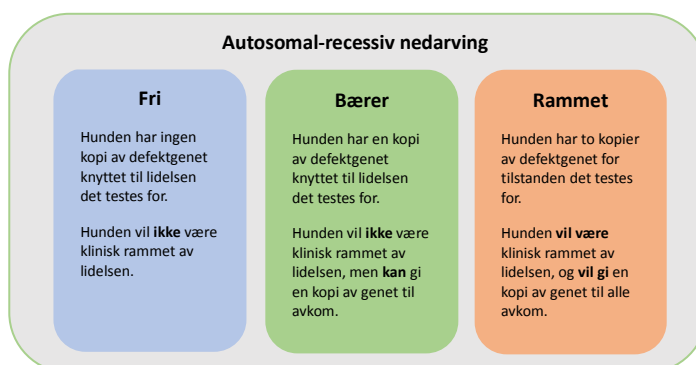 Autosomal-recessiv nedarving
Fri
Hunden har ingen
kopi av defektgenet
knyttet til lidelsen
det testes for.
Hunden vil ikke være
klinisk rammet av
lidelsen.
Bærer
Hunden har en kopi
av defektgenet
knyttet til lidelsen
det testes for.
Hunden vil ikke være
klinisk rammet av
lidelsen, men kan gi
en kopi av genet til
avkom.
Rammet
Hunden har to kopier
av defektgenet for
tilstanden det testes
for.
Hunden vil være
klinisk rammet av
lidelsen, og vil gi en
kopi av genet til alle
avkom.